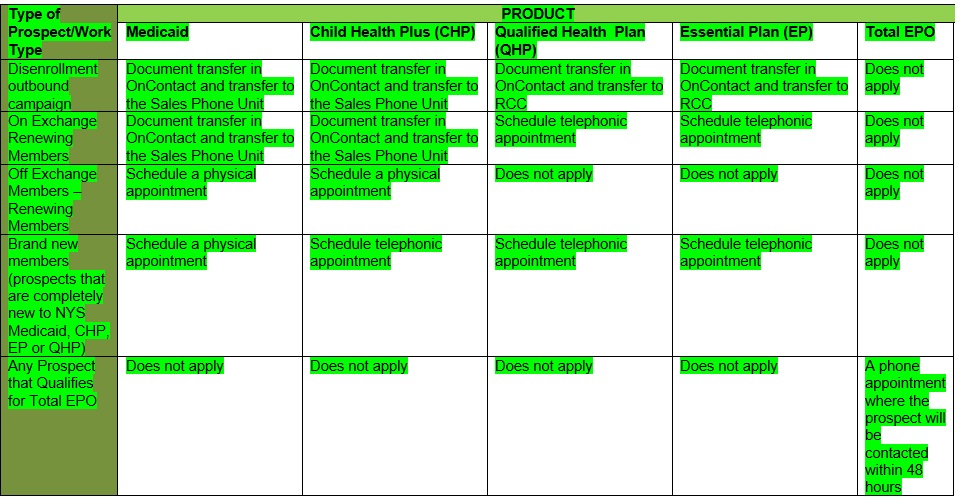 Type of
Prospect/Work
Type
PRODUCT
Medicaid
Child Health Plus (CHP)
Qualified Health Plan
(QHP)
Essential Plan (EP)
Total EPO
Disenrollment
outbound
campaign
Document transfer in
OnContact and transfer to
the Sales Phone Unit
Document transfer in
OnContact and transfer to
the Sales Phone Unit
Document transfer in
OnContact and transfer to
RCC
Document transfer in
OnContact and transfer to
RCC
Does not
apply
On Exchange
Renewing
Members
Document transfer in
OnContact and transfer to
the Sales Phone Unit
Document transfer in
OnContact and transfer to
the Sales Phone Unit
Schedule telephonic
appointment
Schedule telephonic
appointment
Does not
apply
Off Exchange
Members –
Renewing
Members
Schedule a physical
appointment
Schedule a physical
appointment
Does not apply
Does not apply
Does not
apply
Brand new
members
(prospects that
are completely
new to NYS
Medicaid, CHP,
EP or QHP)
Schedule a physical
appointment
Schedule telephonic
appointment
Schedule telephonic
appointment
Schedule telephonic
appointment
Does not
apply
Any Prospect
that Qualifies
for Total EPO
Does not apply
Does not apply
Does not apply
Does not apply
A phone
appointment
where the
prospect will
be
contacted
within 48
hours